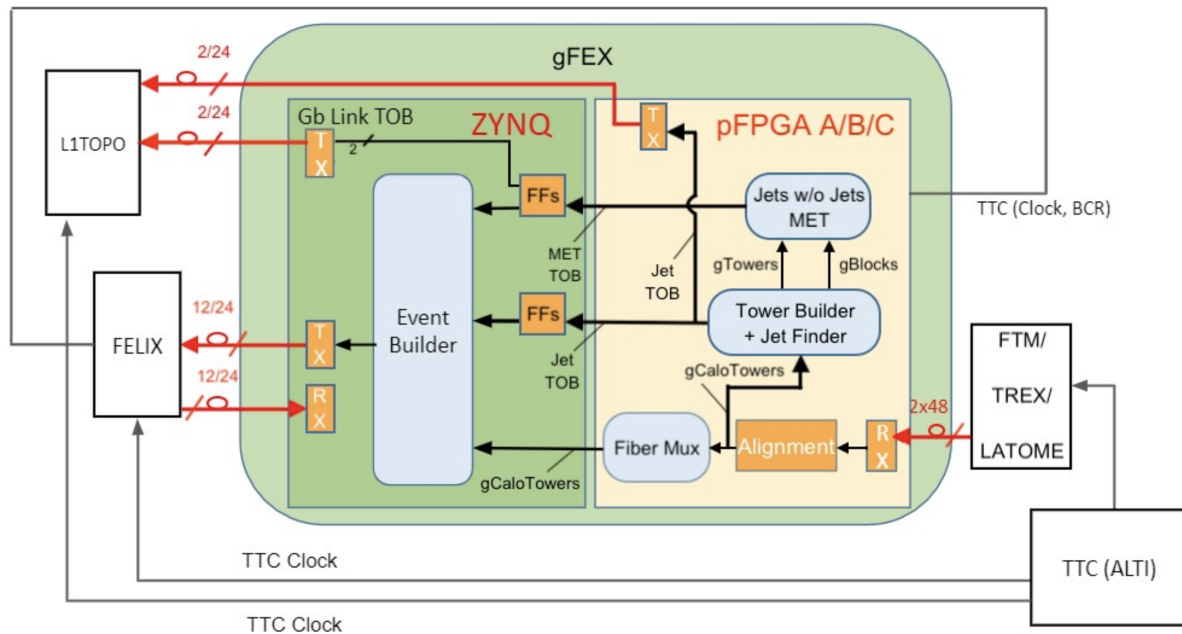 gFEX
2/24
2/24
L1TOPO
Gb Link TOB
ZYNQ
pFPGA A/B/C
T
X
2
T
X
FFs
Jets w/o Jets
MET
TTC (Clock, BCR)
MET
TOB
Jet
TOB
gTowers
gBlocks
12/24
FELIX
12/24
T
X
R
X
Event
Builder
FFs
Jet
TOB
Tower Builder
+ Jet Finder
gCaloTowers
2x48
FTM/
TREX/
LATOME
Fiber Mux
Alignment
R
X
gCaloTowers
TTC Clock
TTC (ALTI)
TTC Clock